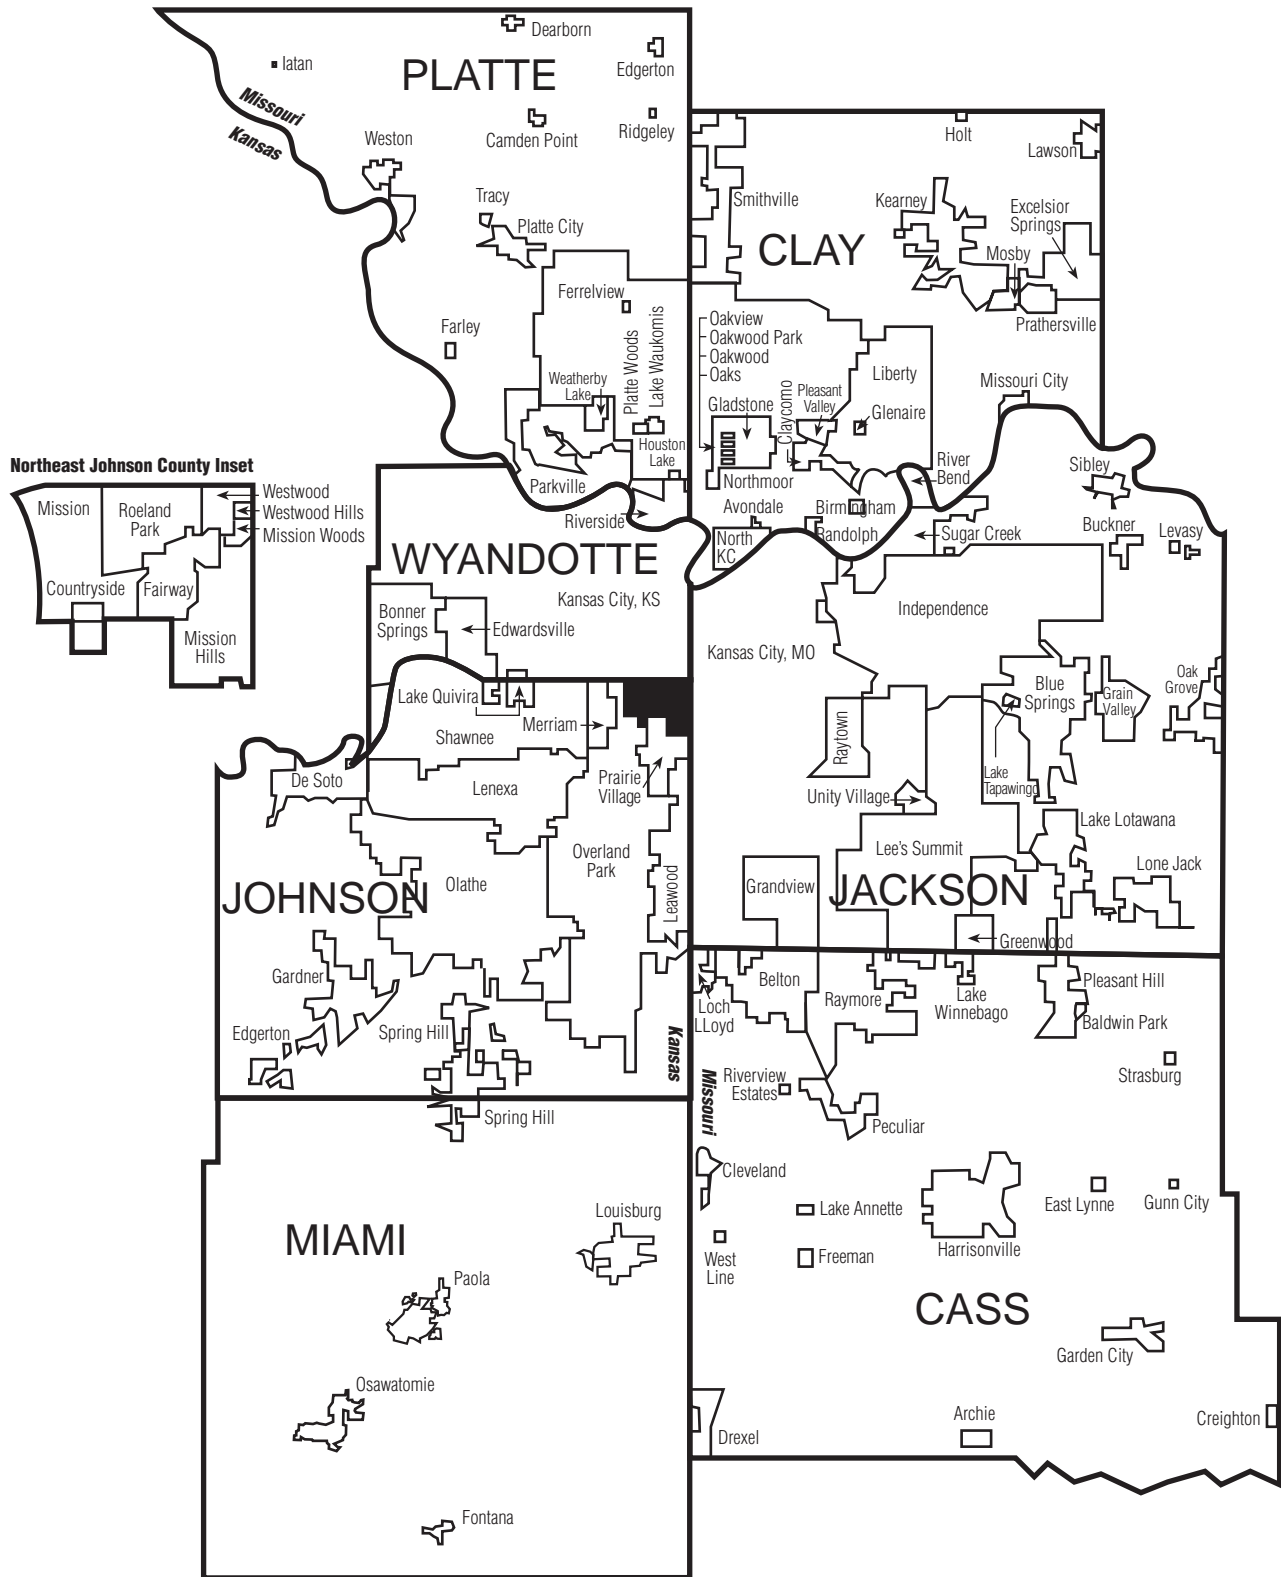 Dearborn
Iatan
PLATTE
Edgerton
Missouri
Kansas
Camden Point
Ridgeley
Weston
Holt
Lawson
Tracy
Platte City
Smithville
Kearney
Excelsior
Springs
CLAY
Mosby
Ferrelview
Farley
Platte Woods
Lake Waukomis
Oakview
Oakwood Park
Oakwood
Oaks
Prathersville
Weatherby
Lake
Gladstone
Claycomo
Pleasant
Valley
Liberty
Glenaire
Missouri City
Houston
Lake
Parkville
Northmoor
River
Bend
Sibley
Riverside
Avondale
Birmingham
North
KC
Randolph
Sugar Creek
Buckner
Levasy
Northeast Johnson County Inset
Mission
Roeland
Park
Westwood
Westwood Hills
Mission Woods
Countryside
Fairway
Mission
Hills
WYANDOTTE
Kansas City, KS
Bonner
Springs
Edwardsville
Independence
Kansas City, MO
Lake Quivira
Merriam
Shawnee
Raytown
Blue
Springs
Grain
Valley
Oak
Grove
De Soto
Lenexa
Prairie
Village
Lake
Tapawingo
Unity Village
Lake Lotawana
Overland
Park
Lee's Summit
Lone Jack
JOHNSON
Olathe
Leawood
Grandview
JACKSON
Greenwood
Gardner
Loch
LLoyd
Belton
Raymore
Lake
Winnebago
Pleasant Hill
Baldwin Park
Edgerton
Spring Hill
Kansas
Missouri
Riverview
Estates
Strasburg
Spring Hill
Peculiar
Cleveland
Lake Annette
East Lynne
Gunn City
MIAMI
Louisburg
West
Line
Freeman
Harrisonville
Paola
CASS
Garden City
Osawatomie
Drexel
Archie
Creighton
Fontana